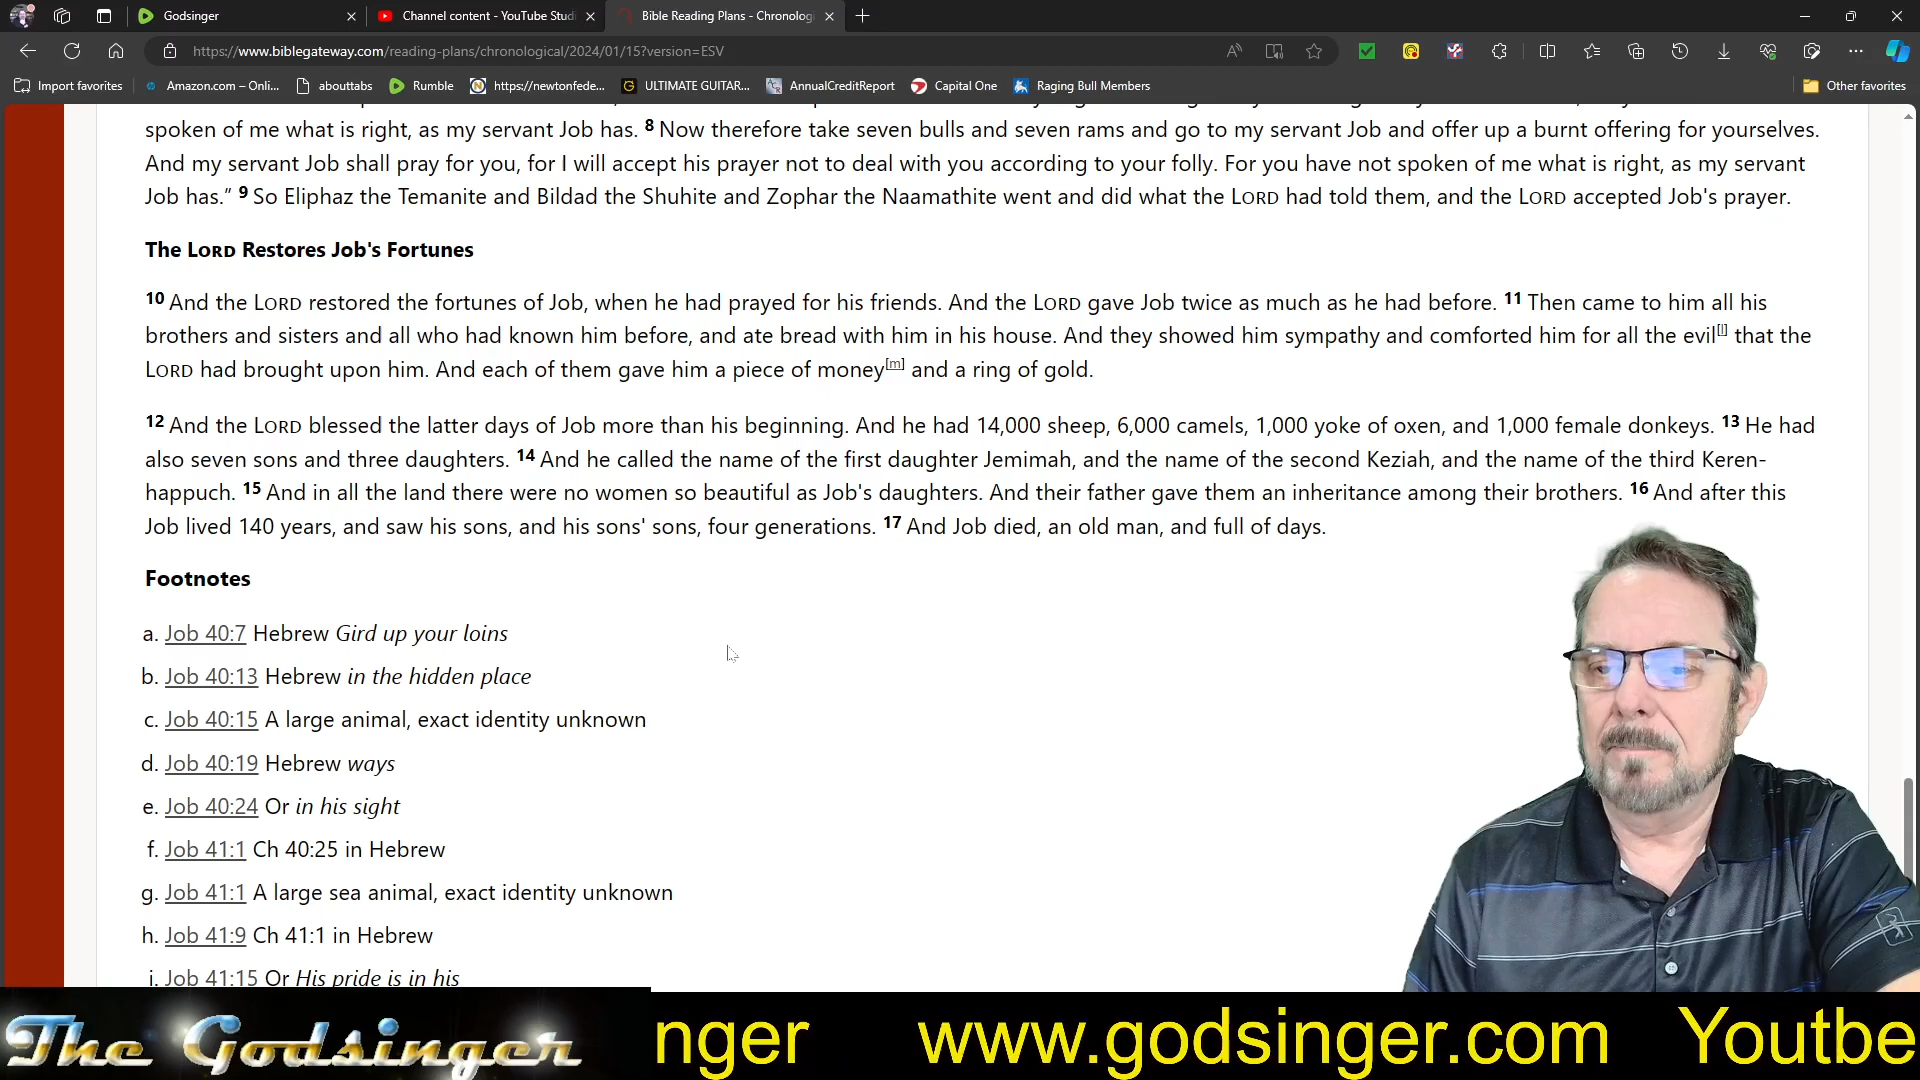 Godsinger
Channel content - YouTube Studi
Bible Reading Plans - Chronologi
https://www.biblegateway.com/reading-plans/chronological/2024/01/15?version=ESV
Import favorites
Amazon.com – Onli...
abouttabs
Rumble
https://newtonfede...
ULTIMATE GUITAR...
AnnualCreditReport
Capital One
Raging Bull Members
Other favorites
spoken of me what is right, as my servant Job has. 8 Now therefore take seven bulls and seven rams and go to my servant Job and offer up a burnt offering for yourselves.
And my servant Job shall pray for you, for I will accept his prayer not to deal with you according to your folly. For you have not spoken of me what is right, as my servant
Job has.” 9 So Eliphaz the Temanite and Bildad the Shuhite and Zophar the Naamathite went and did what the LORD had told them, and the LORD accepted Job's prayer.
The LORD Restores Job's Fortunes
10 And the LORD restored the fortunes of Job, when he had prayed for his friends. And the LORD gave Job twice as much as he had before. 11 Then came to him all his
brothers and sisters and all who had known him before, and ate bread with him in his house. And they showed him sympathy and comforted him for all the evil[l] that the
LORD had brought upon him. And each of them gave him a piece of money[m] and a ring of gold.
12 And the LORD blessed the latter days of Job more than his beginning. And he had 14,000 sheep, 6,000 camels, 1,000 yoke of oxen, and 1,000 female donkeys. 13 He had
also seven sons and three daughters. 14 And he called the name of the first daughter Jemimah, and the name of the second Keziah, and the name of the third Keren-
happuch. 15 And in all the land there were no women so beautiful as Job's daughters. And their father gave them an inheritance among their brothers. 16 And after this
Job lived 140 years, and saw his sons, and his sons' sons, four generations. 17 And Job died, an old man, and full of days.
Footnotes
a. Job 40:7 Hebrew Gird up your loins
b. Job 40:13 Hebrew in the hidden place
c. Job 40:15 A large animal, exact identity unknown
d. Job 40:19 Hebrew ways
e. Job 40:24 Or in his sight
f. Job 41:1 Ch 40:25 in Hebrew
g. Job 41:1 A large sea animal, exact identity unknown
h. Job 41:9 Ch 41:1 in Hebrew
i. Job 41:15 Or His pride is in his
The Godsinger
nger www.godsinger.com Youtbe